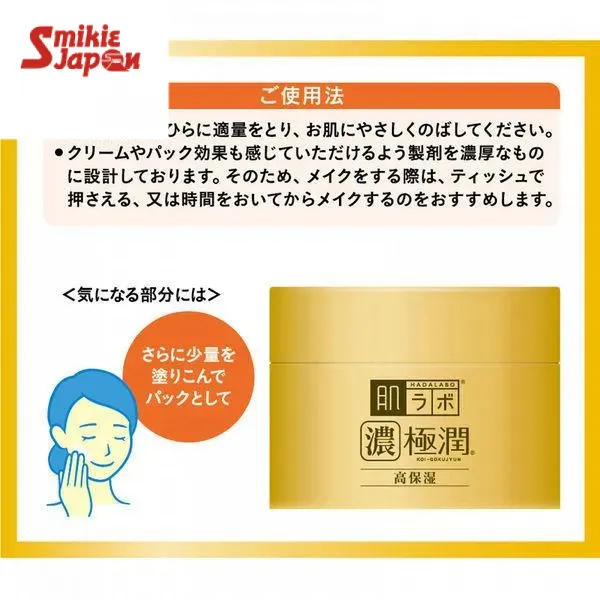 Smikie
Japan
ご使用法
ひらに適量をとり、お肌にやさしくのばしてください。
●クリームやパック効果も感じていただけるよう製剤を濃厚なもの
に設計しております。そのため、メイクをする際は、ティッシュで
押さえる、又は時間をおいてからメイクするのをおすすめします。
＜気になる部分には＞
さらに少量を
塗りこんで
パックとして
HADALABO®
肌ラボ
濃極潤®
KOI-GOKUJYUN
高保湿